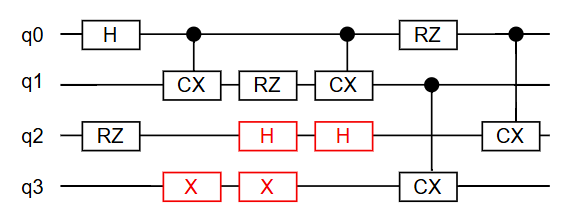 q0 H RZ
q1 CX RZ CX
q2 RZ H H CX
q3 X X CX